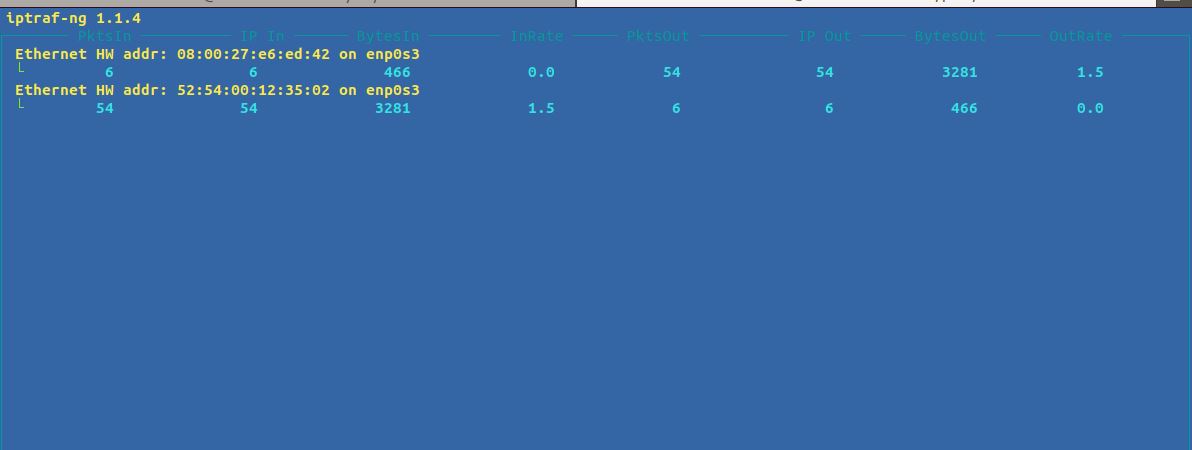 iptraf-ng 1.1.4
PktsIn IP In BytesIn InRate PktsOut IP Out BytesOut OutRate
Ethernet HW addr: 08:00:27:e6:ed:42 on enp0s3
6 6 466 0.0 54 54 3281 1.5
Ethernet HW addr: 52:54:00:12:35:02 on enp0s3
54 54 3281 1.5 6 6 466 0.0